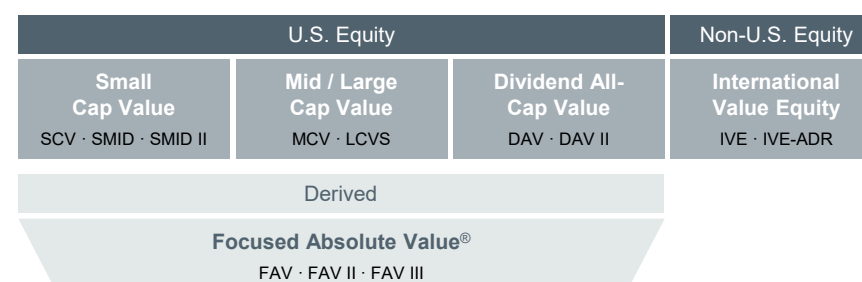 U.S. Equity
Non-U.S. Equity
Small
Cap Value
SCV · SMID · SMID II
Mid / Large
Cap Value
MCV · LCVS
Dividend All-
Cap Value
DAV · DAV II
International
Value Equity
IVE · IVE-ADR
Derived
Focused Absolute Value®
FAV · FAV II · FAV III